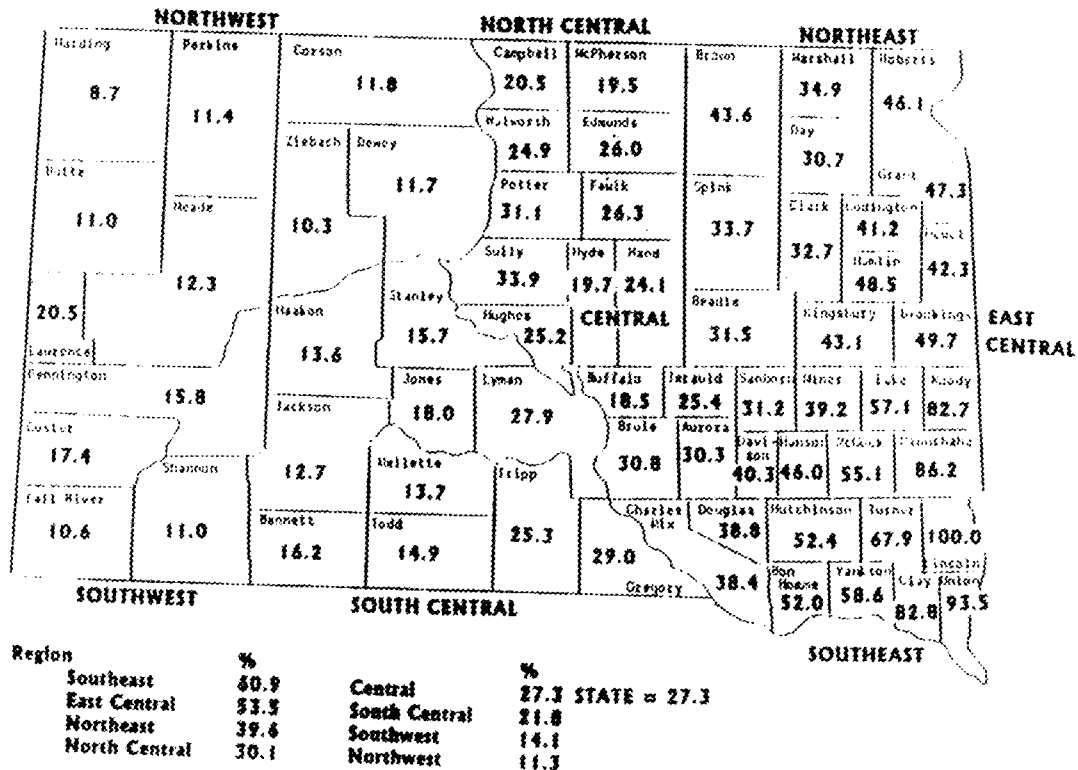 NORTHWEST NORTH CENTRAL NORTHEAST
Harding Perkins Corson Campbell McPherson Brown Marshall Roberts
8.7 11.4 11.8 20.5 19.5 43.6 34.9 46.1
Walworth Edmunds Day
24.9 26.0 30.7
Ziebach Dewey
10.3 11.7
Butte Meade Potter Faulk Spink Grant
11.0 12.3 31.1 26.3 33.7 47.3
Clark Codington
32.7 41.2 42.3
Hamlin
48.5
Sully Hyde Hand
33.9 19.7 24.1
20.5 Haakon Stanley Hughes CENTRAL Beadle Kingsbury Brookings EAST
Lawrence 13.6 15.7 25.2 31.5 43.1 49.7 CENTRAL
Pennington Jones Lyman Buffalo Jerauld Sanborn Miner Lake Moody
15.8 18.0 27.9 18.5 25.4 31.2 39.2 57.1 82.7
Custer Jackson Brule Aurora Davi-son Hanson McCook Minnehaha
17.4 12.7 30.8 30.3 40.3 46.0 55.1 86.2
Shannon Mellette Tripp
11.0 13.7 25.3
Fall River Bennett Todd Charles Mix Douglas Hutchinson Turner
10.6 16.2 14.9 38.8 52.4 67.9 100.0
Lincoln
29.0 38.4 Bon Homme Yankton Clay Union
Gregory 52.0 58.6 82.8 93.5
SOUTHWEST SOUTH CENTRAL SOUTHEAST
Region % %
Southeast 60.9 Central 27.3 STATE = 27.3
East Central 53.5 South Central 21.8
Northeast 39.6 Southwest 14.1
North Central 30.1 Northwest 11.3